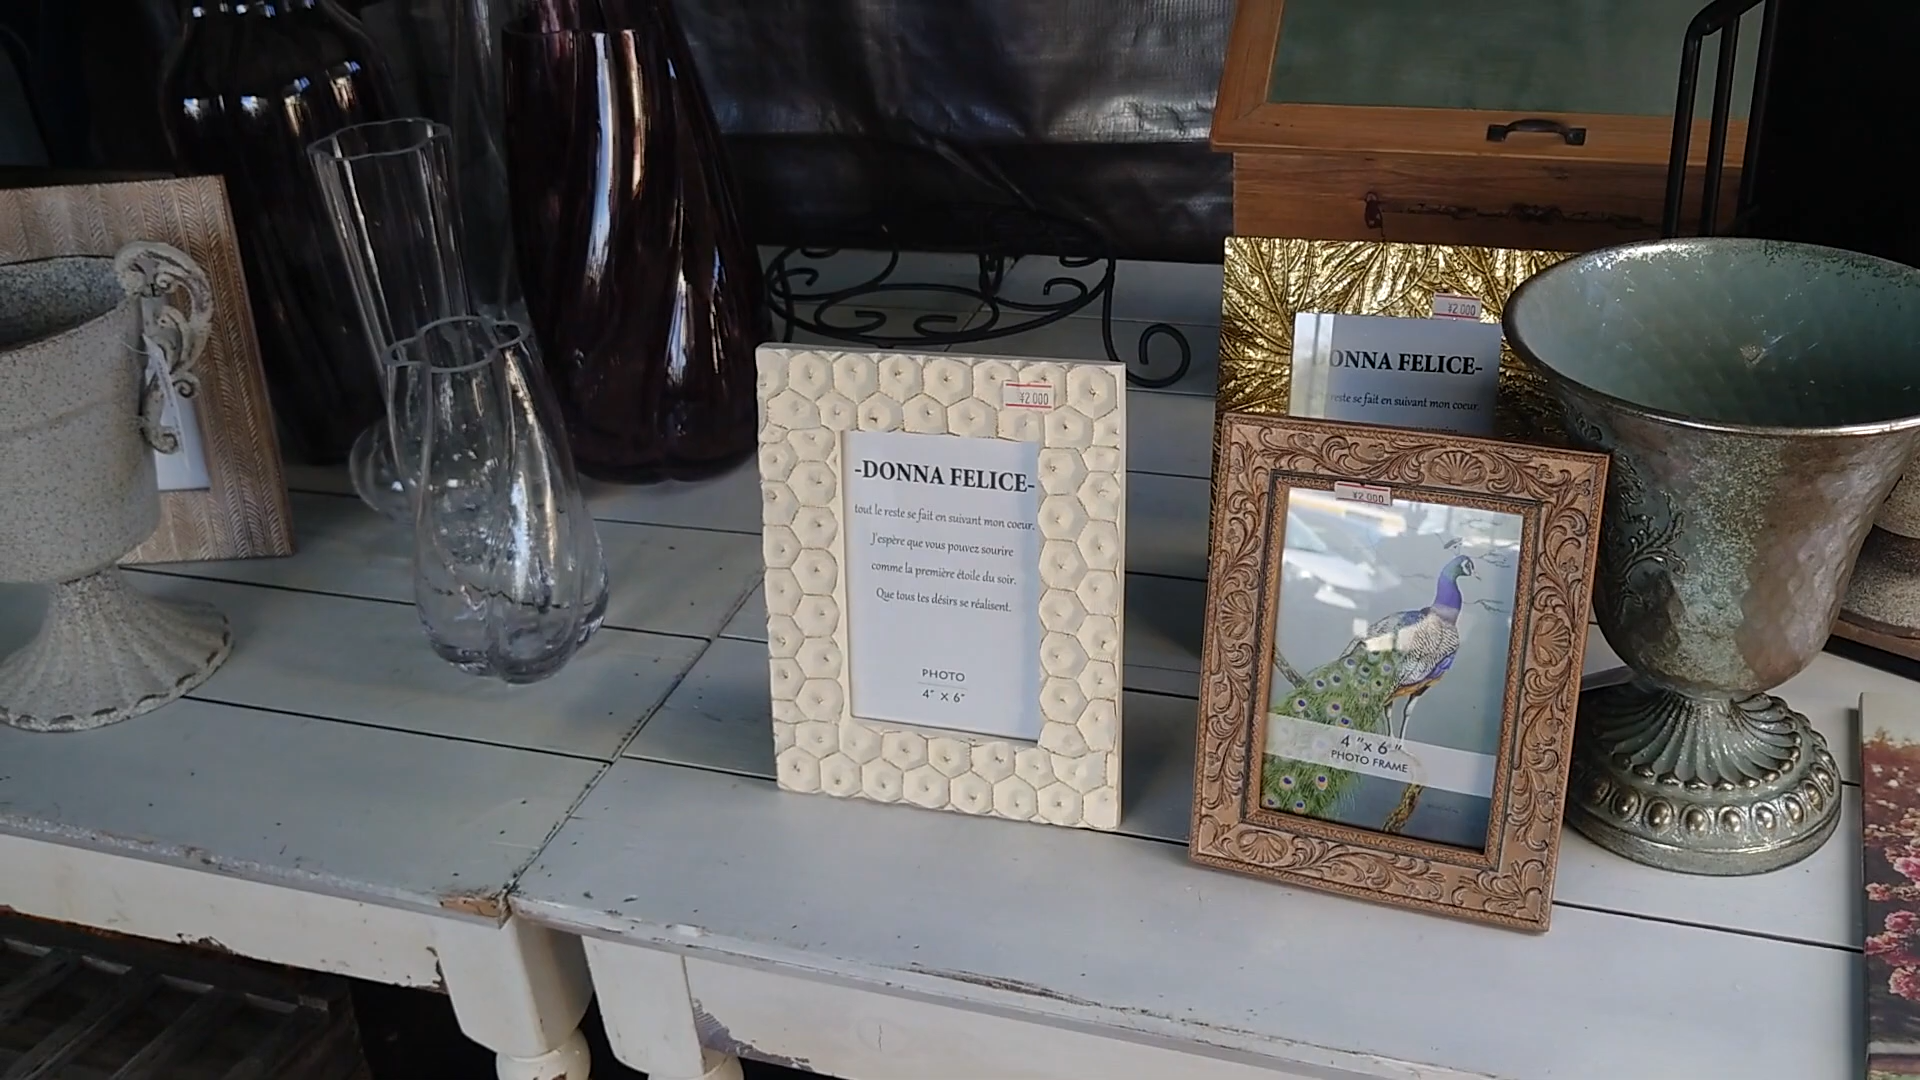 ¥2,000
-DONNA FELICE-
tout le reste se fait en suivant mon coeur.
J'espère que vous pouvez sourire
comme la première étoile du soir.
Que tous tes désirs se réalisent.
PHOTO
4" X 6"
¥2,000
ONNA FELICE-
reste se fait en suivant mon coeur.
¥2,000
4 "x 6 "
PHOTO FRAME